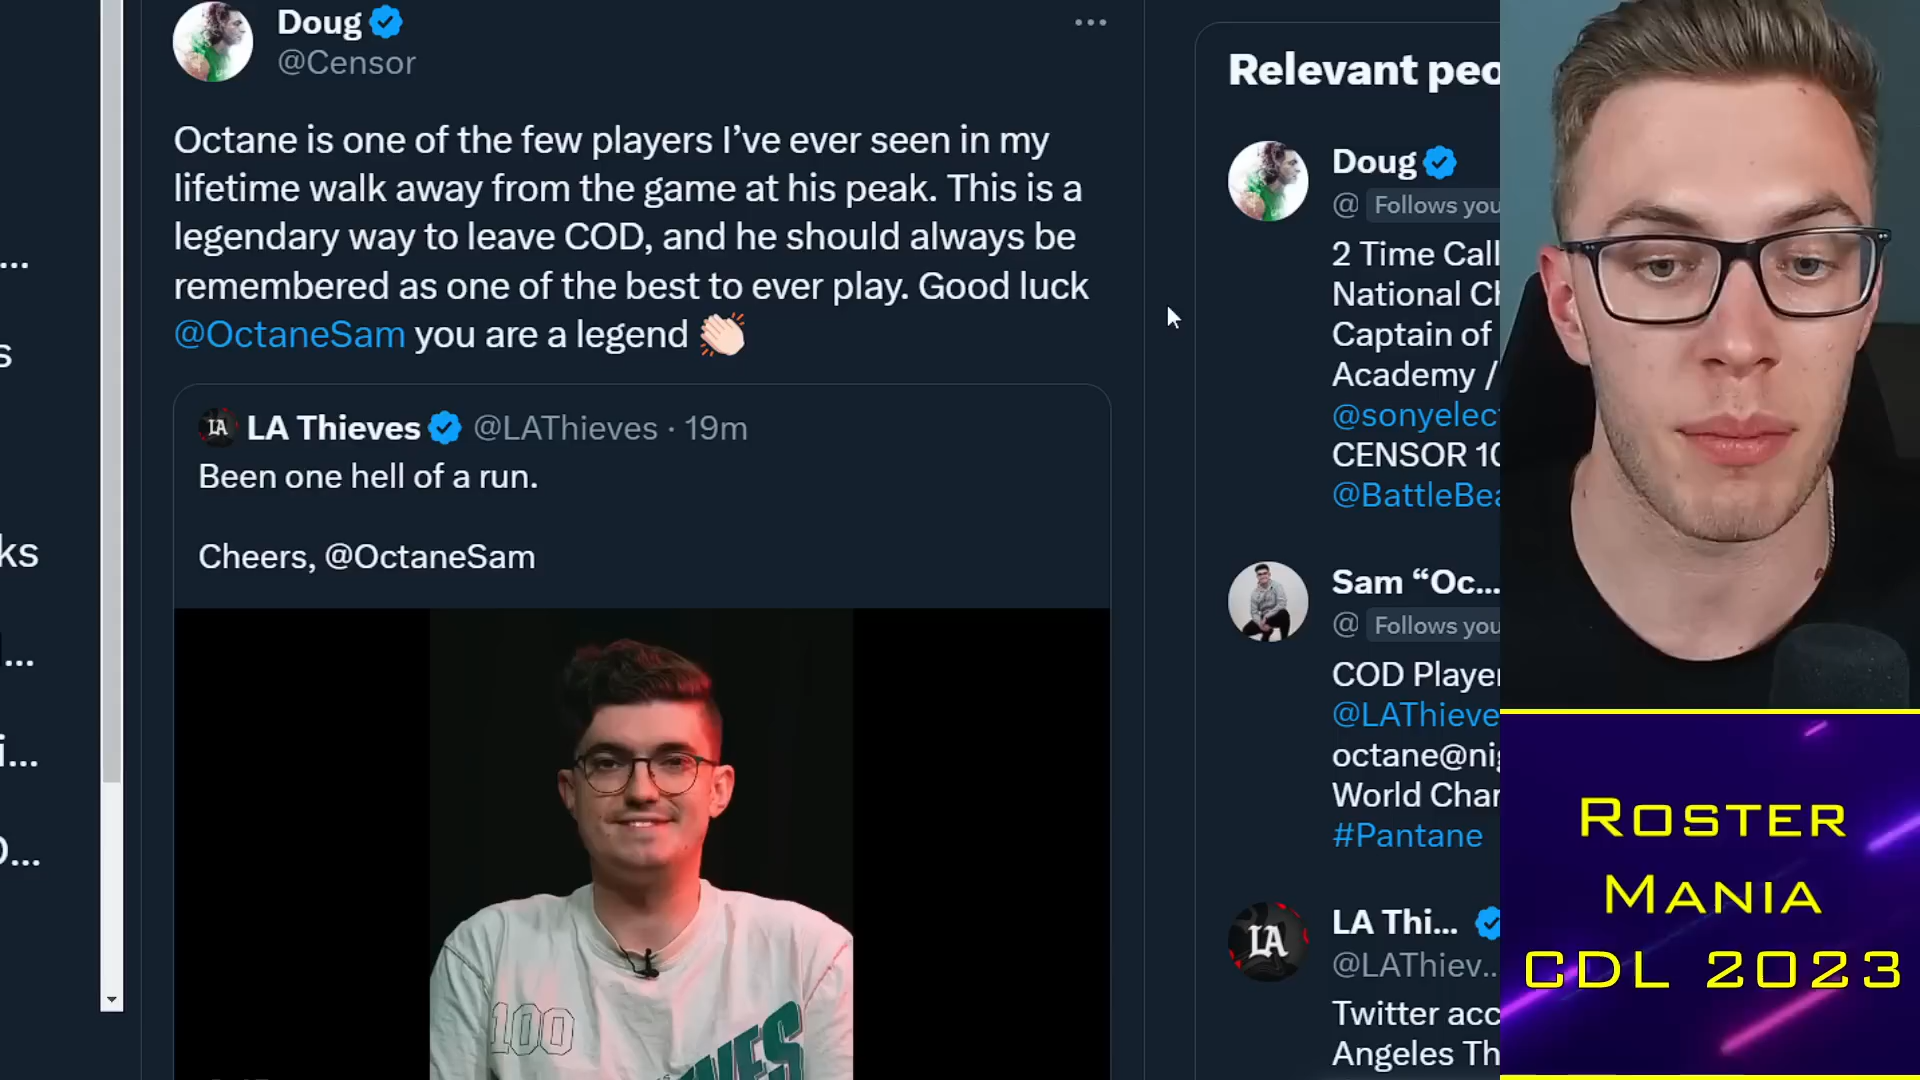 Doug
@Censor
Octane is one of the few players I’ve ever seen in my
lifetime walk away from the game at his peak. This is a
legendary way to leave COD, and he should always be
remembered as one of the best to ever play. Good luck
@OctaneSam you are a legend 👏🏻
LA Thieves @LAThieves · 19m
Been one hell of a run.
Cheers, @OctaneSam
100
Relevant peo
Doug
@ Follows you
2 Time Call
National Ch
Captain of
Academy /
@sonyelec
CENSOR 10
@BattleBea
Sam “Oc...
@ Follows you
COD Player
@LAThieve
octane@nig
World Cham
#Pantane
LA
LA Thi...
@LAThiev...
Twitter acc
Angeles Th
ROSTER
MANIA
CDL 2023